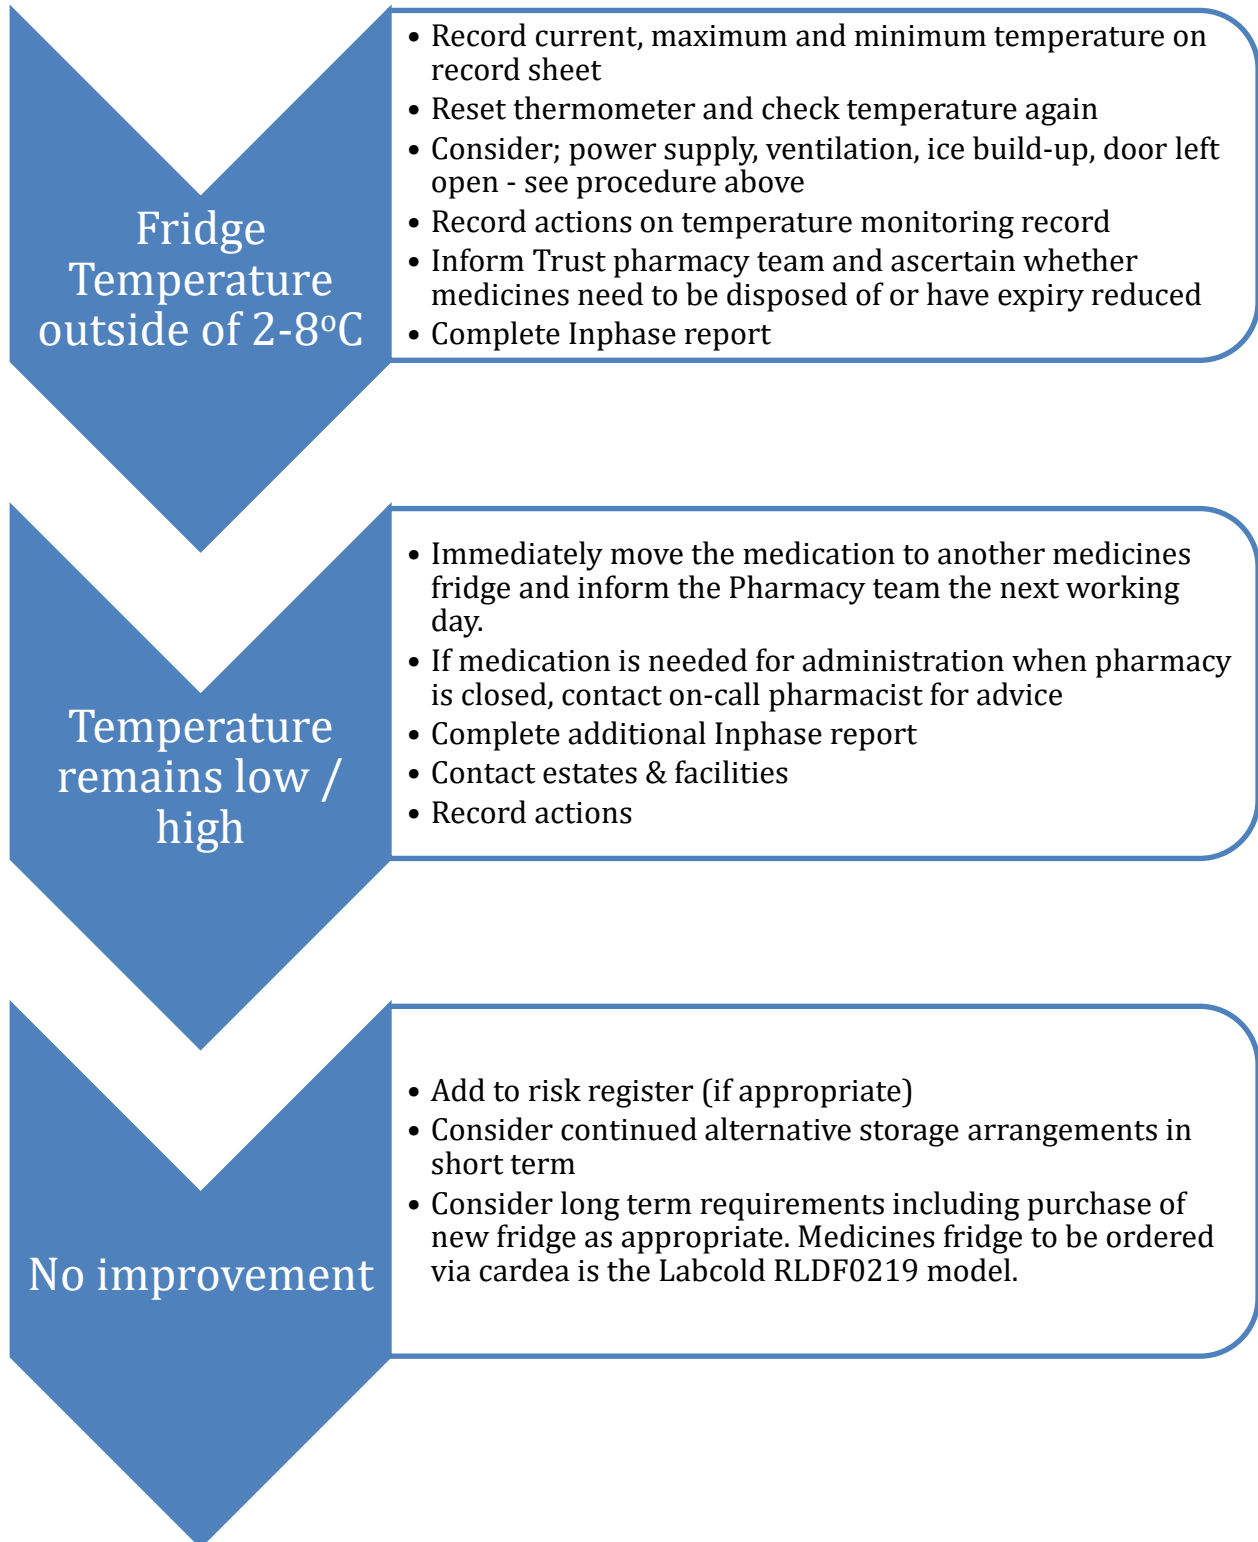 Fridge
Temperature
outside of 2-8ºC
• Record current, maximum and minimum temperature on
record sheet
• Reset thermometer and check temperature again
• Consider; power supply, ventilation, ice build-up, door left
open - see procedure above
• Record actions on temperature monitoring record
• Inform Trust pharmacy team and ascertain whether
medicines need to be disposed of or have expiry reduced
• Complete Inphase report
Temperature
remains low /
high
• Immediately move the medication to another medicines
fridge and inform the Pharmacy team the next working
day.
• If medication is needed for administration when pharmacy
is closed, contact on-call pharmacist for advice
• Complete additional Inphase report
• Contact estates & facilities
• Record actions
No improvement
• Add to risk register (if appropriate)
• Consider continued alternative storage arrangements in
short term
• Consider long term requirements including purchase of
new fridge as appropriate. Medicines fridge to be ordered
via cardea is the Labcold RLDF0219 model.